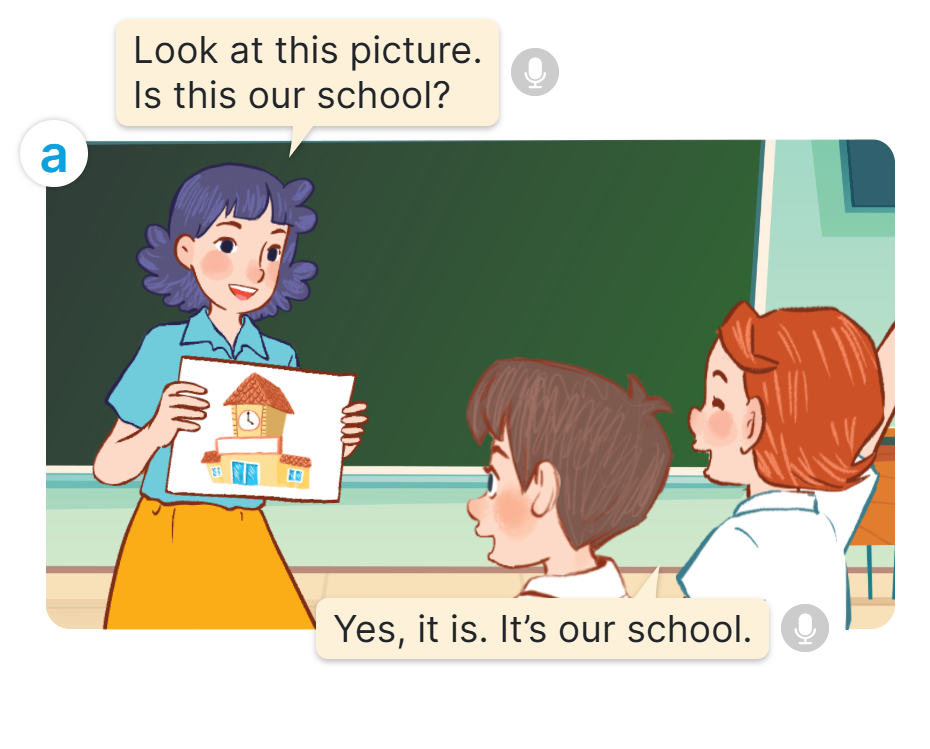 Look at this picture.
Is this our school?
a
Yes, it is. It's our school.